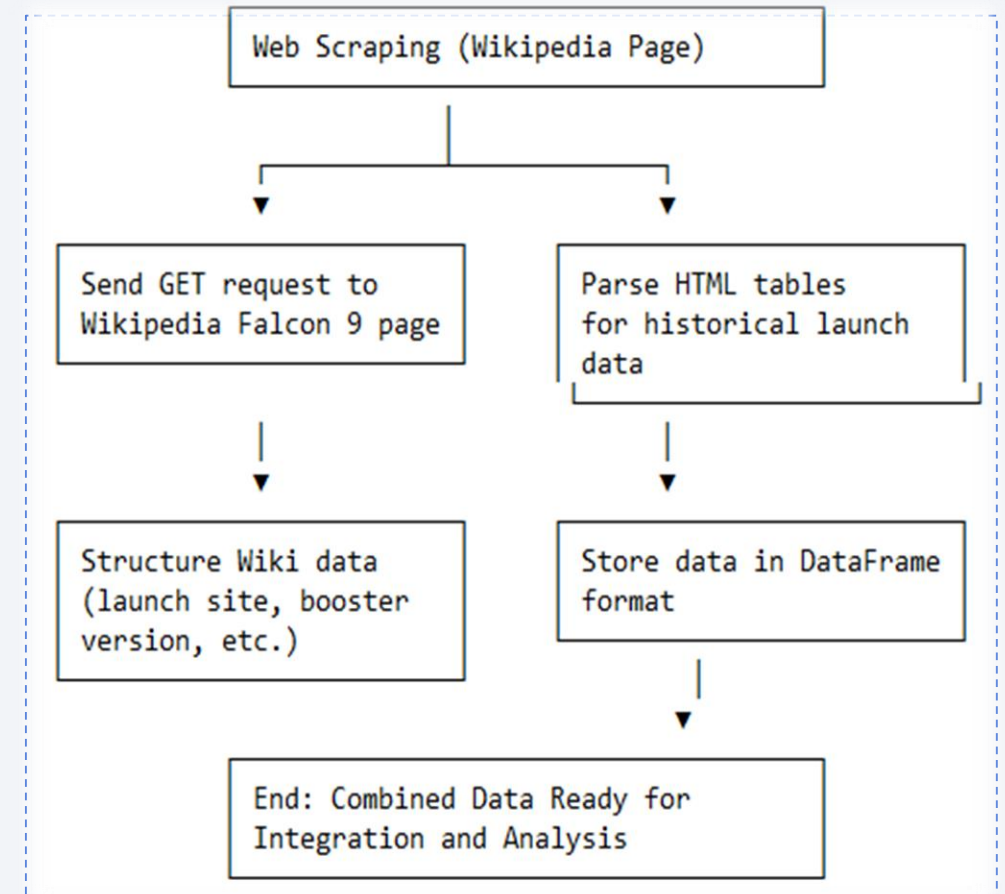 Web Scraping (Wikipedia Page)
Send GET request to
Wikipedia Falcon 9 page
Parse HTML tables
for historical launch
data
Structure Wiki data
(launch site, booster
version, etc.)
Store data in DataFrame
format
End: Combined Data Ready for
Integration and Analysis